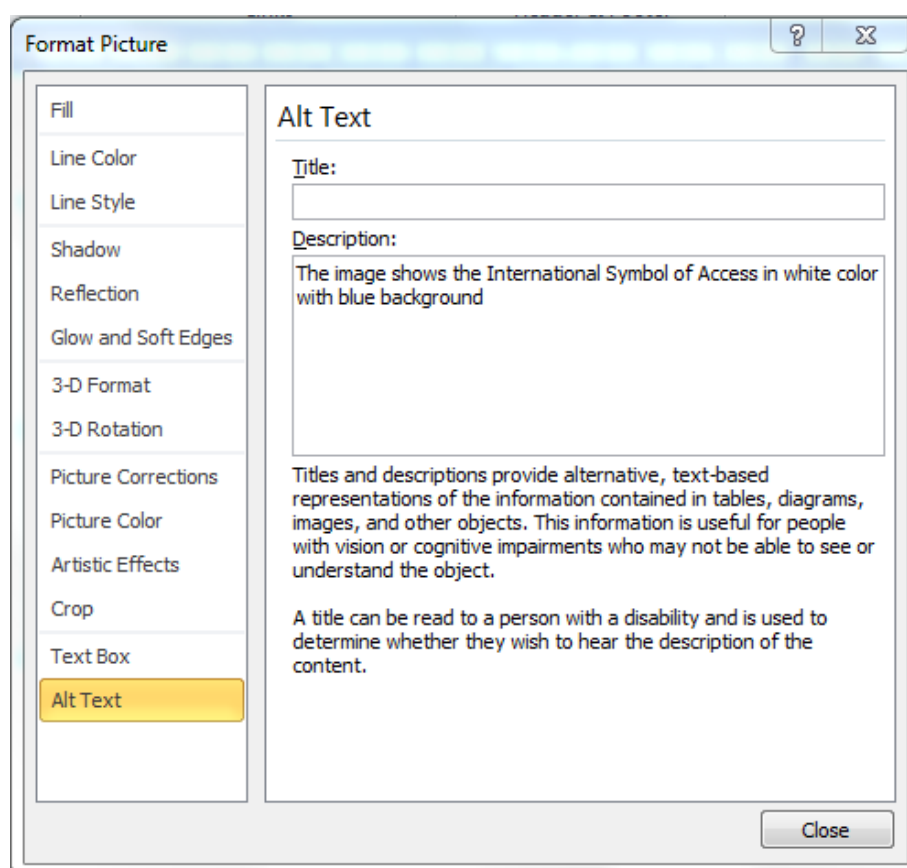 Format Picture
Fill
Line Color
Line Style
Shadow
Reflection
Glow and Soft Edges
3-D Format
3-D Rotation
Picture Corrections
Picture Color
Artistic Effects
Crop
Text Box
Alt Text
Alt Text
Title:
Description:
The image shows the International Symbol of Access in white color
with blue background
Titles and descriptions provide alternative, text-based
representations of the information contained in tables, diagrams,
images, and other objects. This information is useful for people
with vision or cognitive impairments who may not be able to see or
understand the object.
A title can be read to a person with a disability and is used to
determine whether they wish to hear the description of the
content.
Close